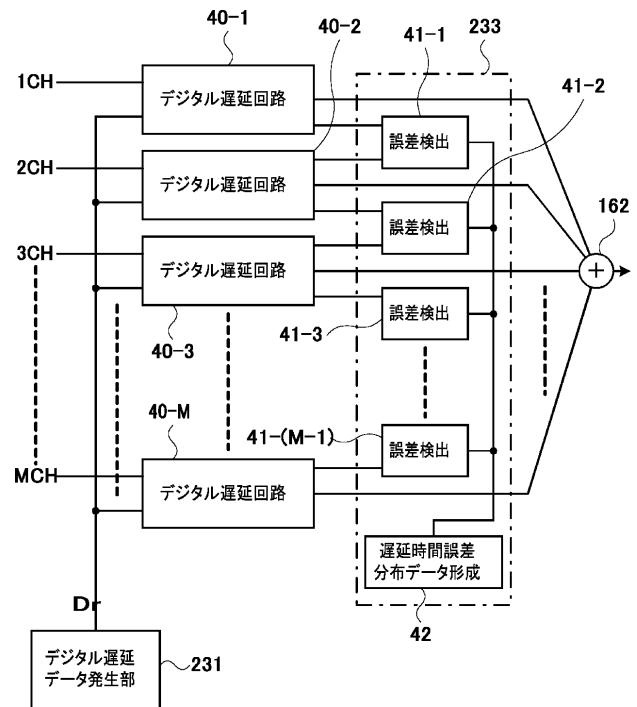 40-1
40-2
41-1
233
1CH
デジタル遅延回路
41-2
誤差検出
2CH
デジタル遅延回路
誤差検出
162
3CH
デジタル遅延回路
+
誤差検出
40-3
41-3
40-M
41-(M-1)
誤差検出
MCH
デジタル遅延回路
遅延時間誤差
分布データ形成
Dr
42
デジタル遅延
データ発生部
231